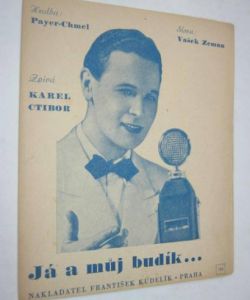 Hudba:
Payer-Chmel
Slova
Vašek Zeman
Zpívá
KAREL
CTIBOR
Já a můj budík...
NAKLADATEL FRANTIŠEK KUDELÍK • PRAHA